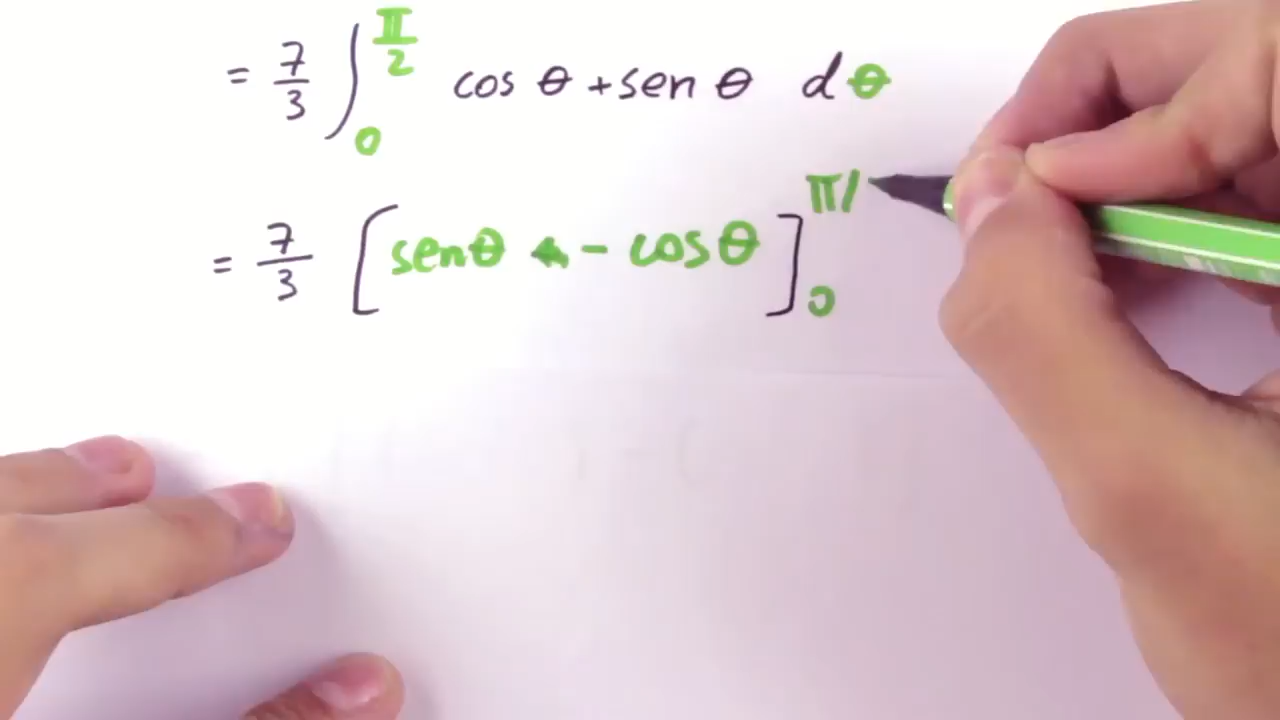 = 7/3 ∫₀^{π/2} cos θ + sen θ dθ
= 7/3 [sen θ - cos θ]₀^{π/}